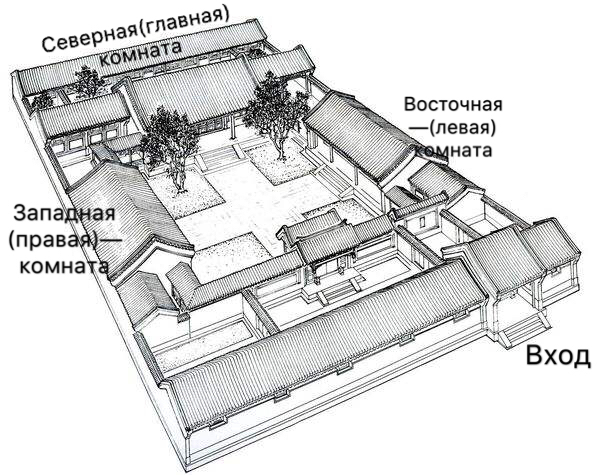 Северная(главная)
комната
Восточная
—(левая)
комната
Западная
(правая)—
комната
Вход